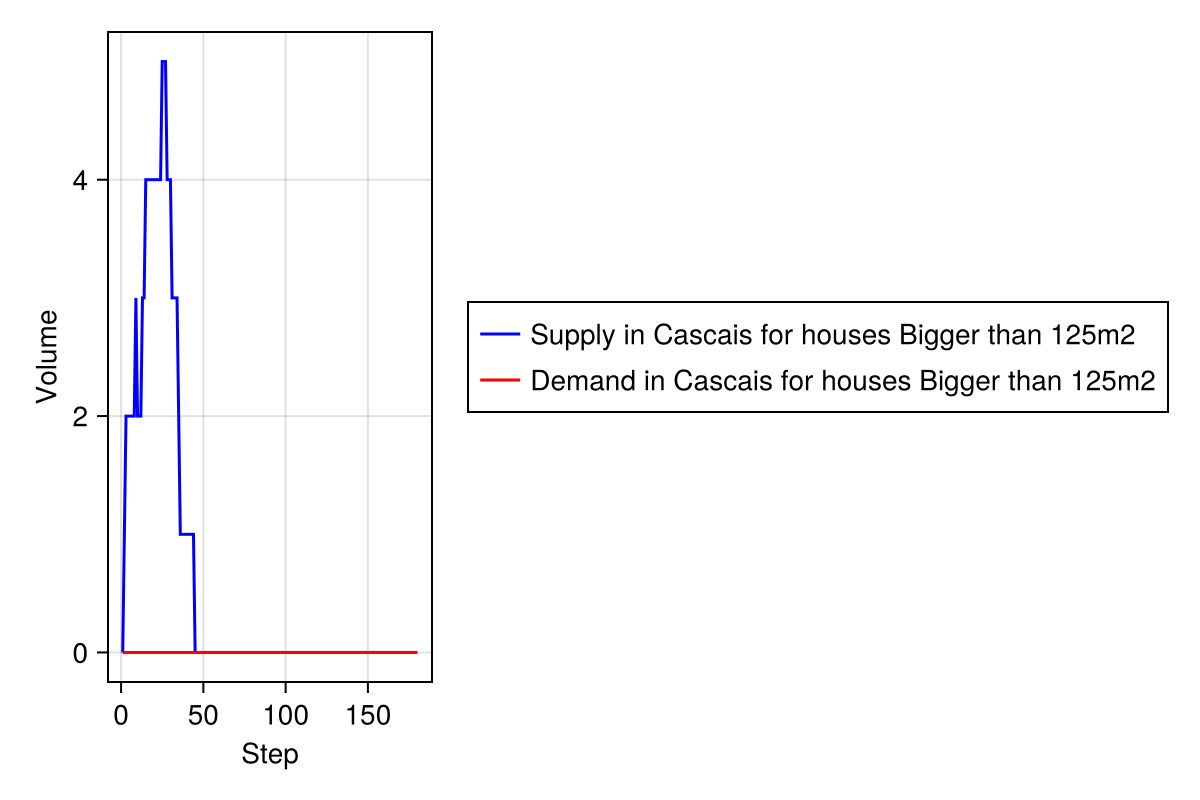 4
2
0
Volume
0 50 100 150
Step
Supply in Cascais for houses Bigger than 125m2
Demand in Cascais for houses Bigger than 125m2